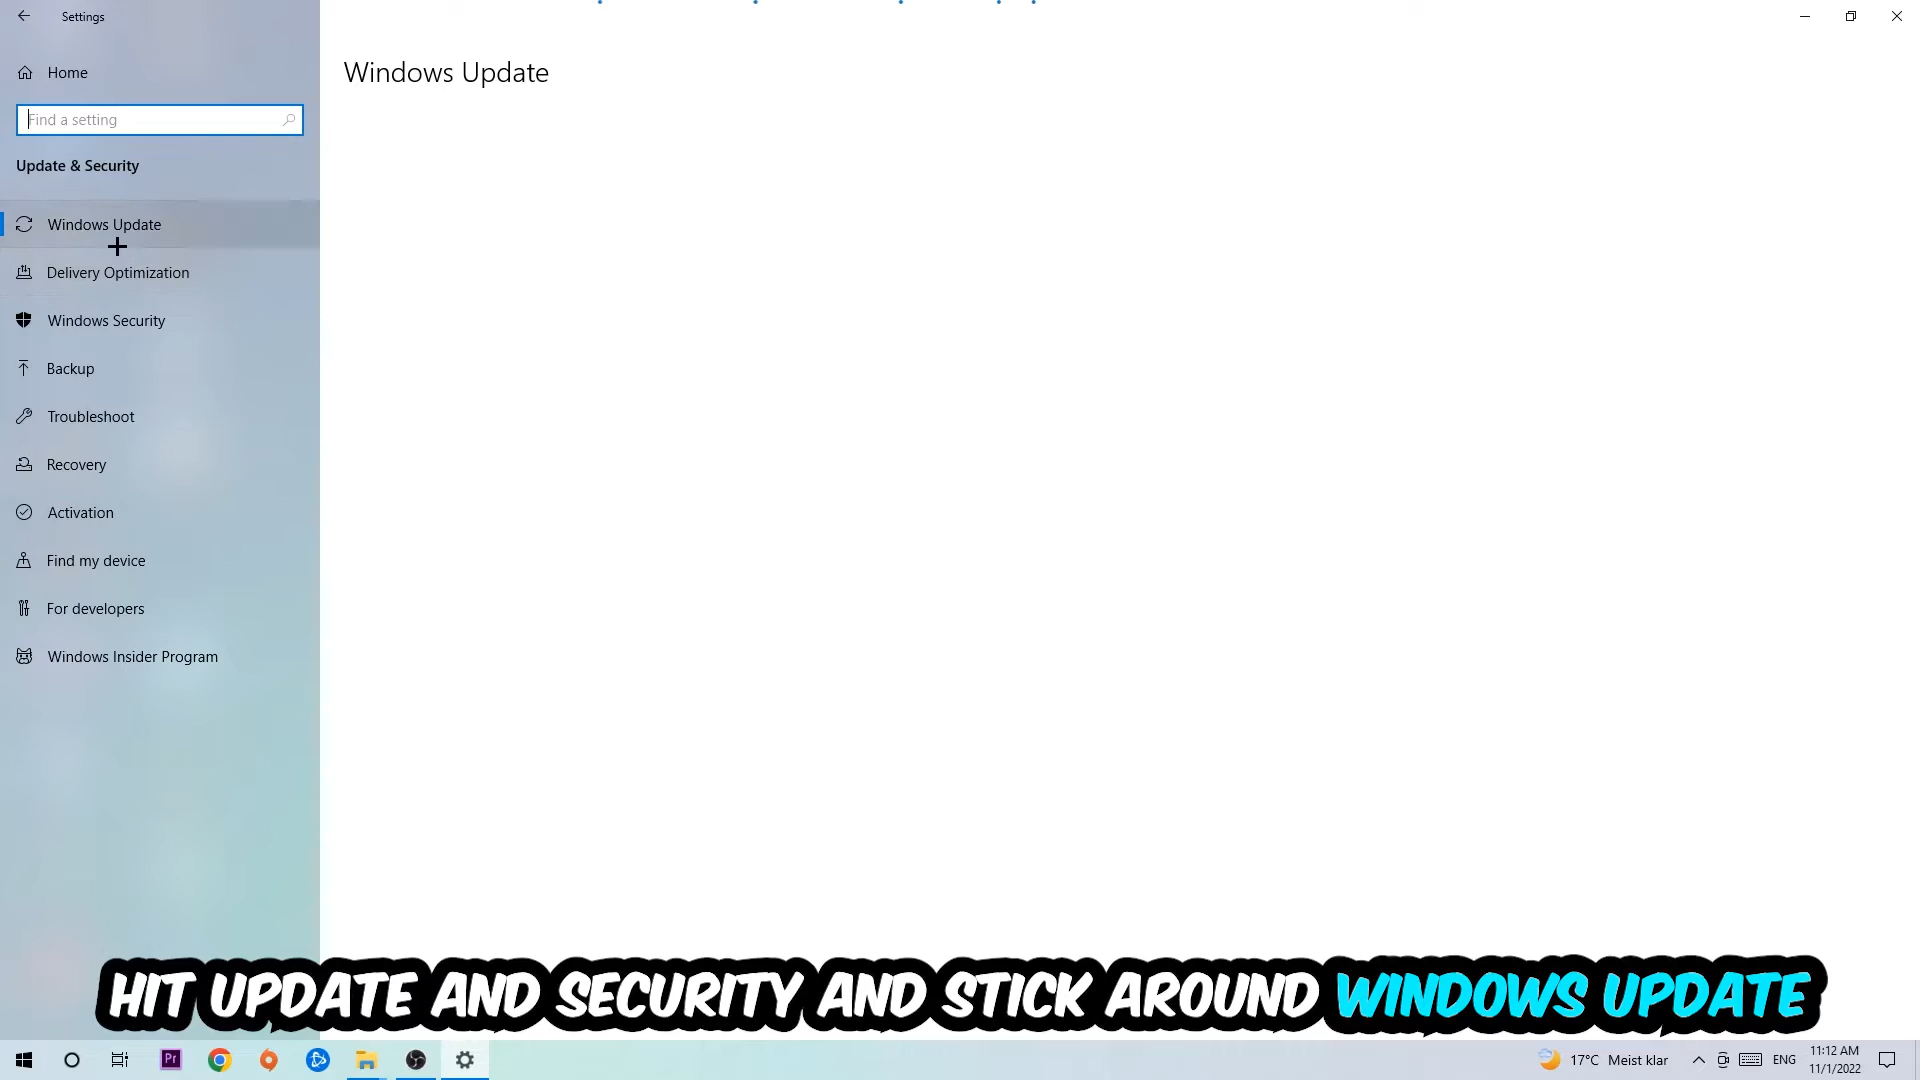 Settings
Home
Find a setting
Update & Security
Windows Update
Delivery Optimization
Windows Security
Backup
Troubleshoot
Recovery
Activation
Find my device
For developers
Windows Insider Program
Windows Update
HIT UPDATE AND SECURITY AND STICK AROUND WINDOWS UPDATE
Pr
17°C Meist klar
ENG
11:12 AM
11/1/2022